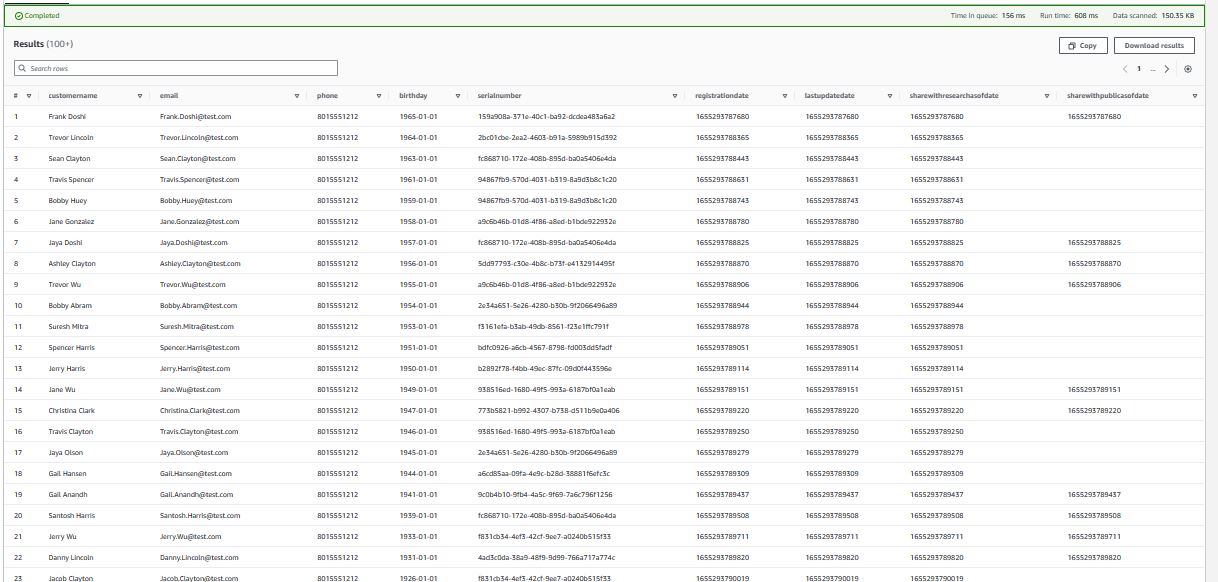 Completed Time in queue: 156 ms Run time: 608 ms Data scanned: 150.35 KB
Results (100+) Copy Download results
Search rows 1 ...
# customername email phone birthday serialnumber registrationdate lastupdatedate sharewithresearchasofdate sharewithpublicasofdate
1 Frank Doshi Frank.Doshi@test.com 8015551212 1965-01-01 159a908a-371e-40c1-ba92-dcdea483a6a2 1655293787680 1655293787680 1655293787680 1655293787680
2 Trevor Lincoln Trevor.Lincoln@test.com 8015551212 1964-01-01 2bc01cbe-2ea2-4603-b91a-5989b915d392 1655293788365 1655293788365 1655293788365
3 Sean Clayton Sean.Clayton@test.com 8015551212 1963-01-01 fc868710-172e-408b-895d-ba0a5406e4da 1655293788443 1655293788443 1655293788443
4 Travis Spencer Travis.Spencer@test.com 8015551212 1961-01-01 94867fb9-570d-4031-b319-8a9d3b8c1c20 1655293788631 1655293788631 1655293788631
5 Bobby Huey Bobby.Huey@test.com 8015551212 1959-01-01 94867fb9-570d-4031-b319-8a9d3b8c1c20 1655293788743 1655293788743 1655293788743
6 Jane Gonzalez Jane.Gonzalez@test.com 8015551212 1958-01-01 a9c6b46b-01d8-4f86-a8ed-b1bde922932e 1655293788780 1655293788780 1655293788780
7 Jaya Doshi Jaya.Doshi@test.com 8015551212 1957-01-01 fc868710-172e-408b-895d-ba0a5406e4da 1655293788825 1655293788825 1655293788825 1655293788825
8 Ashley Clayton Ashley.Clayton@test.com 8015551212 1956-01-01 5dd97793-c30e-4b8c-b73f-e4132914495f 1655293788870 1655293788870 1655293788870 1655293788870
9 Trevor Wu Trevor.Wu@test.com 8015551212 1955-01-01 a9c6b46b-01d8-4f86-a8ed-b1bde922932e 1655293788906 1655293788906 1655293788906 1655293788906
10 Bobby Abram Bobby.Abram@test.com 8015551212 1954-01-01 2e34a651-5e26-4280-b30b-9f2066496a89 1655293788944 1655293788944 1655293788944
11 Suresh Mitra Suresh.Mitra@test.com 8015551212 1953-01-01 f3161efa-b3ab-49db-8561-f23e1ffc791f 1655293788978 1655293788978 1655293788978
12 Spencer Harris Spencer.Harris@test.com 8015551212 1951-01-01 bdfc0926-a6cb-4567-8798-fd003dd5fadf 1655293789051 1655293789051 1655293789051
13 Jerry Harris Jerry.Harris@test.com 8015551212 1950-01-01 b2892f78-f4bb-49ec-87fc-09d0f443596e 1655293789114 1655293789114 1655293789114
14 Jane Wu Jane.Wu@test.com 8015551212 1949-01-01 938516ed-1680-49f5-993a-6187bf0a1eab 1655293789151 1655293789151 1655293789151 1655293789151
15 Christina Clark Christina.Clark@test.com 8015551212 1947-01-01 773b5821-b992-4307-b738-d511b9e0a406 1655293789220 1655293789220 1655293789220 1655293789220
16 Travis Clayton Travis.Clayton@test.com 8015551212 1946-01-01 938516ed-1680-49f5-993a-6187bf0a1eab 1655293789250 1655293789250 1655293789250
17 Jaya Olson Jaya.Olson@test.com 8015551212 1945-01-01 2e34a651-5e26-4280-b30b-9f2066496a89 1655293789279 1655293789279 1655293789279
18 Gail Hansen Gail.Hansen@test.com 8015551212 1944-01-01 a6cd85aa-09fa-4e9c-b28d-38881f6efc3c 1655293789309 1655293789309 1655293789309
19 Gail Anandh Gail.Anandh@test.com 8015551212 1941-01-01 9c0b4b10-9fb4-4a5c-9f69-7a6c796f1256 1655293789437 1655293789437 1655293789437 1655293789437
20 Santosh Harris Santosh.Harris@test.com 8015551212 1939-01-01 fc868710-172e-408b-895d-ba0a5406e4da 1655293789508 1655293789508 1655293789508 1655293789508
21 Jerry Wu Jerry.Wu@test.com 8015551212 1933-01-01 f831cb34-4ef3-42cf-9ee7-a0240b515f33 1655293789711 1655293789711 1655293789711 1655293789711
22 Danny Lincoln Danny.Lincoln@test.com 8015551212 1931-01-01 4ad3c0da-38a9-48f9-9d99-766a717a774c 1655293789820 1655293789820 1655293789820 1655293789820
23 Jacob Clayton Jacob.Clayton@test.com 8015551212 1926-01-01 f831cb34-4ef3-42cf-9ee7-a0240b515f33 1655293790019 1655293790019 1655293790019